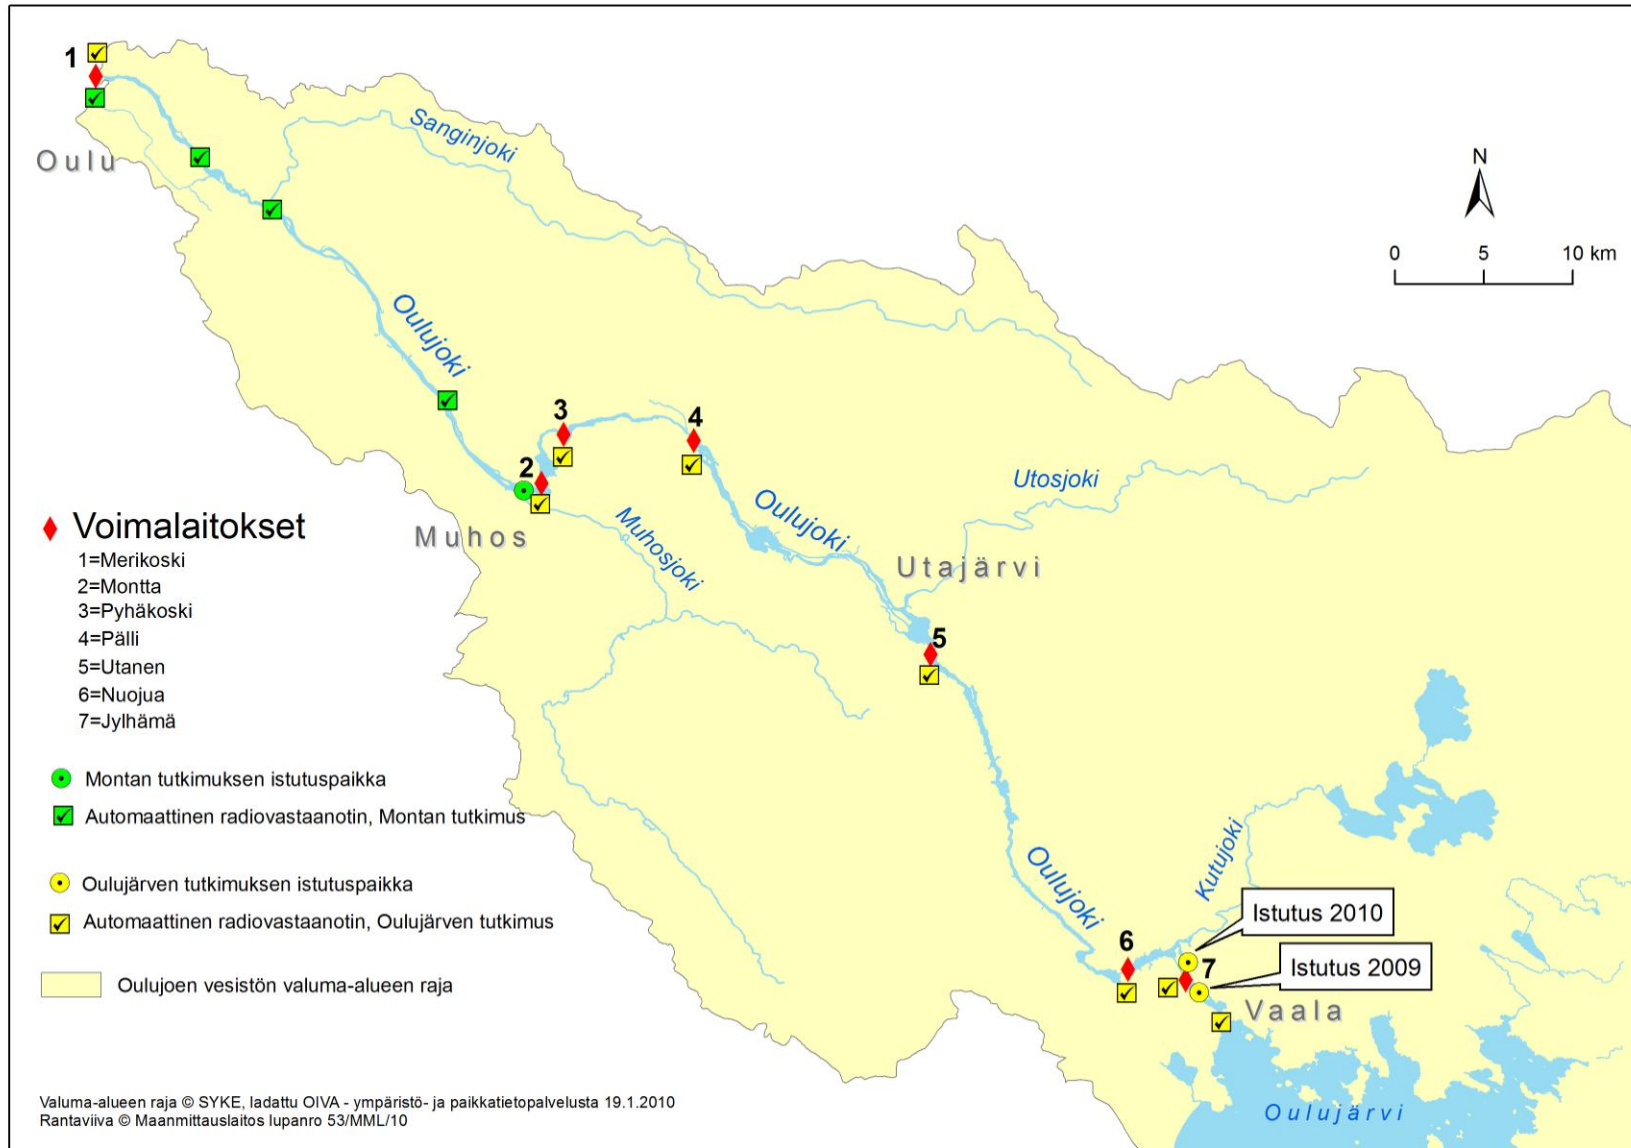 1
Oulu
Sanginjoki
N
0 5 10 km
Oulujoki
3
4
2
Utosjoki
Oulujoki
Muhosjoki
Muhos
Utajärvi
5
Voimalaitokset
1=Merikoski
2=Montta
3=Pyhäkoski
4=Pälli
5=Utanen
6=Nuojua
7=Jylhämä
Montan tutkimuksen istutuspaikka
Automaattinen radiovastaanotin, Montan tutkimus
Oulujärven tutkimuksen istutuspaikka
Automaattinen radiovastaanotin, Oulujärven tutkimus
Oulujoen vesistön valuma-alueen raja
Kutujoki
Oulujoki
Istutus 2010
6
7
Istutus 2009
Vaala
Oulujärvi
Valuma-alueen raja © SYKE, ladattu OIVA - ympäristö- ja paikkatietopalvelusta 19.1.2010
Rantaviiva © Maanmittauslaitos lupanro 53/MML/10